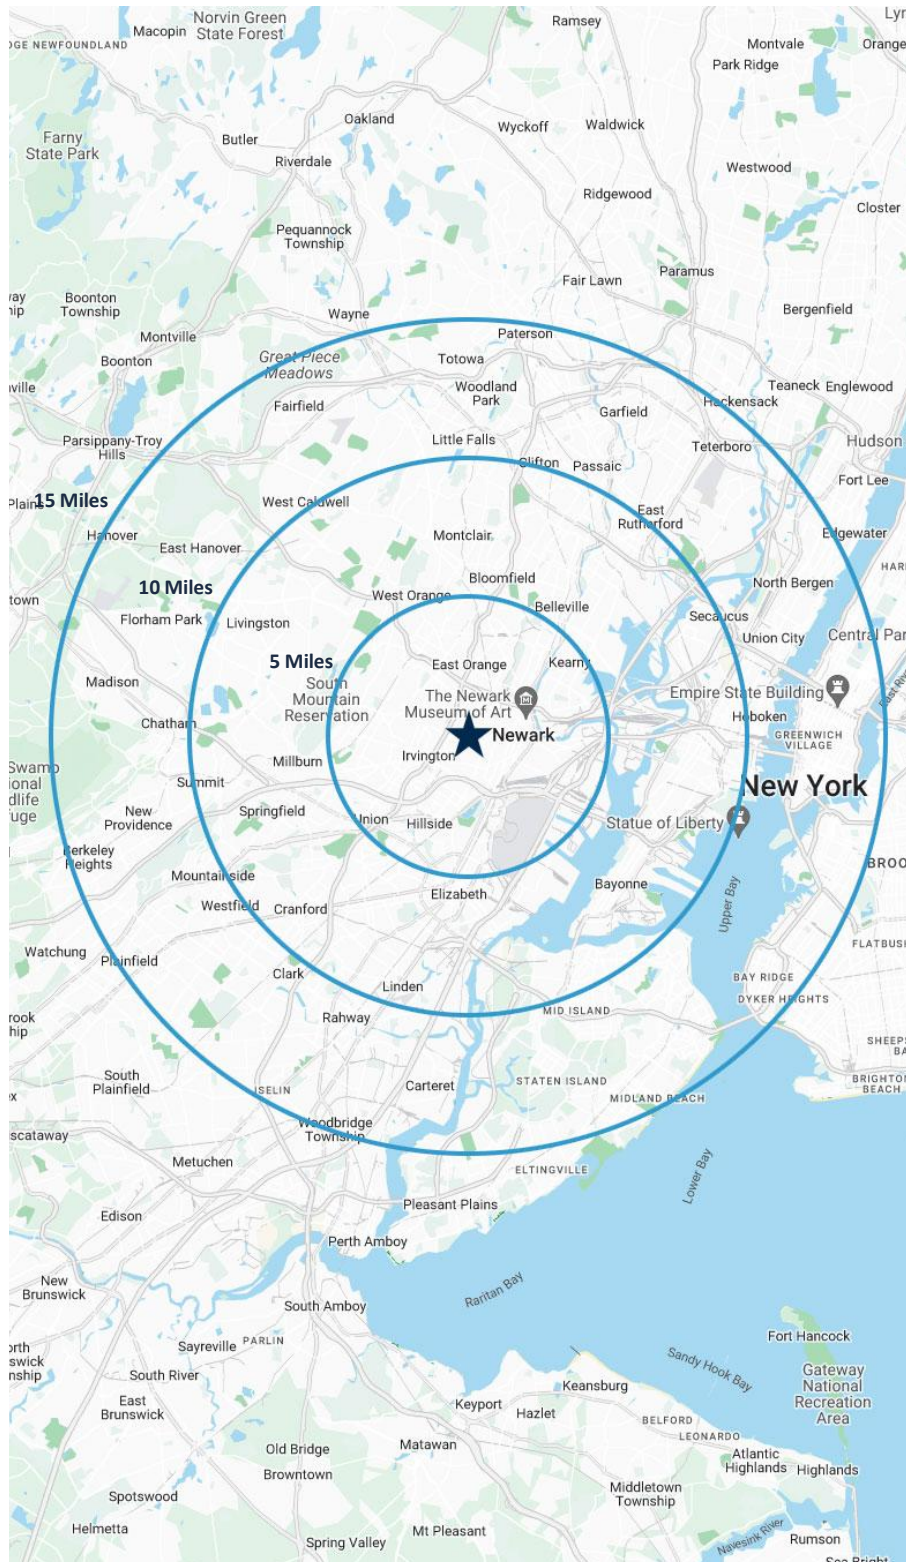 Norvin Green
State Forest
Ramsey
Macopin
Montvale
Park Ridge
Oakland
Wyckoff
Waldwick
Butler
Farny
State Park
Riverdale
Westwood
Ridgewood
Closter
Pequannock
Township
Paramus
Fair Lawn
Boonton
Township
Bergenfield
Wayne
Montville
Paterson
Great Piece
Meadows
Totowa
Boonton
Woodland
Park
Teaneck
Englewood
Hackensack
Fairfield
Garfield
Parsippany-Troy
Hills
Little Falls
Teterboro
Hudson
Clifton
Passaic
Fort Lee
15 Miles
West Caldwell
East
Rutherford
Hanover
Montclair
Edgewater
East Hanover
10 Miles
Bloomfield
North Bergen
West Orange
Belleville
Florham Park
Livingston
Secaucus
Union City
Central Par
5 Miles
East Orange
Kearny
Madison
South
Mountain
Reservation
The Newark
Museum of Art
Empire State Building
East Riv
Chatham
Hoboken
Newark
GREENWICH
VILLAGE
Irvington
Millburn
Swamp
Summit
New York
New
Providence
Springfield
Union
Hillside
Statue of Liberty
Berkeley
Heights
BROO
Mountainside
Elizabeth
Bayonne
Upper Bay
Westfield
Cranford
Watchung
Plainfield
FLATBUS
Clark
BAY RIDGE
Linden
DYKER HEIGHTS
Rahway
MID ISLAND
South
Plainfield
Carteret
STATEN ISLAND
BRIGHTON
BEACH
ISELIN
MIDLAND BEACH
Woodbridge
Township
Metuchen
ELTINGVILLE
Lower Bay
Pleasant Plains
Edison
Perth Amboy
New
Brunswick
Raritan Bay
South Amboy
Fort Hancock
Sayreville
PARLIN
Sandy Hook Bay
Gateway
National
Recreation
Area
South River
Keansburg
East
Brunswick
Keyport
Hazlet
BELFORD
LEONARDO
Old Bridge
Matawan
Atlantic
Highlands
Highlands
Browntown
Spotswood
Middletown
Township
Helmetta
Mt Pleasant
Navesink River
Rumson
Spring Valley